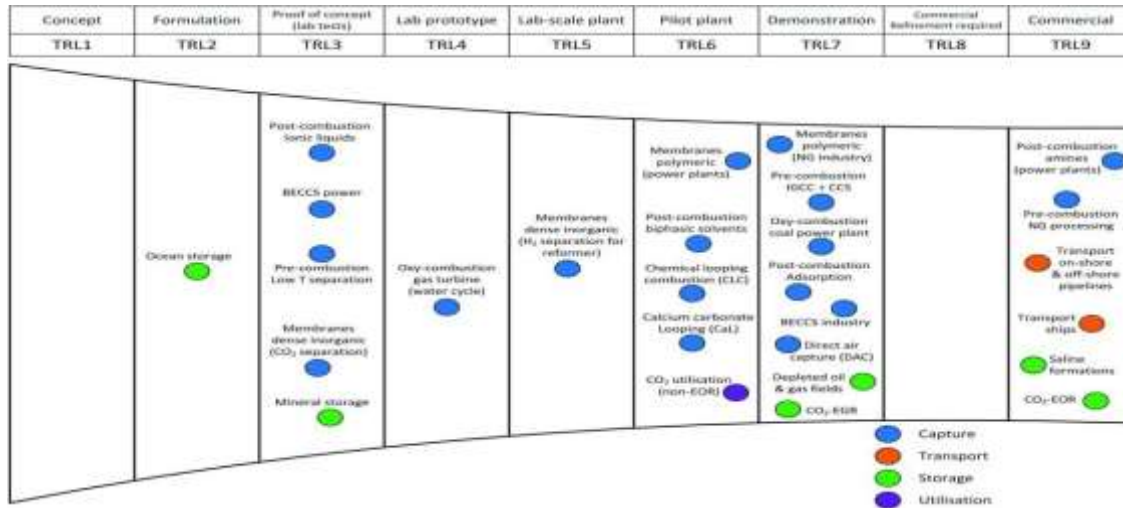 Concept
Formulation
Proof of concept
(lab tests)
Lab prototype
Lab-scale plant
Pilot plant
Demonstration
Commercial
Refinement required
Commercial
TRL1
TRL2
TRL3
TRL4
TRL5
TRL6
TRL7
TRL8
TRL9
Ocean storage
Post-combustion
Ionic liquids
BECCS power
Pre-combustion
Low T separation
Membranes
dense inorganic
(CO₂ separation)
Mineral storage
Oxy-combustion
gas turbine
(water cycle)
Membranes
dense inorganic
(H₂ separation for
reformer)
Membranes
polymeric
(power plants)
Post-combustion
biphasic solvents
Chemical looping
combustion (CLC)
Calcium carbonate
Looping (CaL)
CO₂ utilisation
(non-EOR)
Membranes
polymeric
(NG industry)
Pre-combustion
IGCC + CCS
Oxy-combustion
coal power plant
Post-combustion
Adsorption
BECCS industry
Direct air
capture (DAC)
Depleted oil
& gas fields
CO₂-EGR
Post-combustion
amines
(power plants)
Pre-combustion
NG processing
Transport
on-shore
& off-shore
pipelines
Transport
ships
Saline
formations
CO₂-EOR
Capture
Transport
Storage
Utilisation